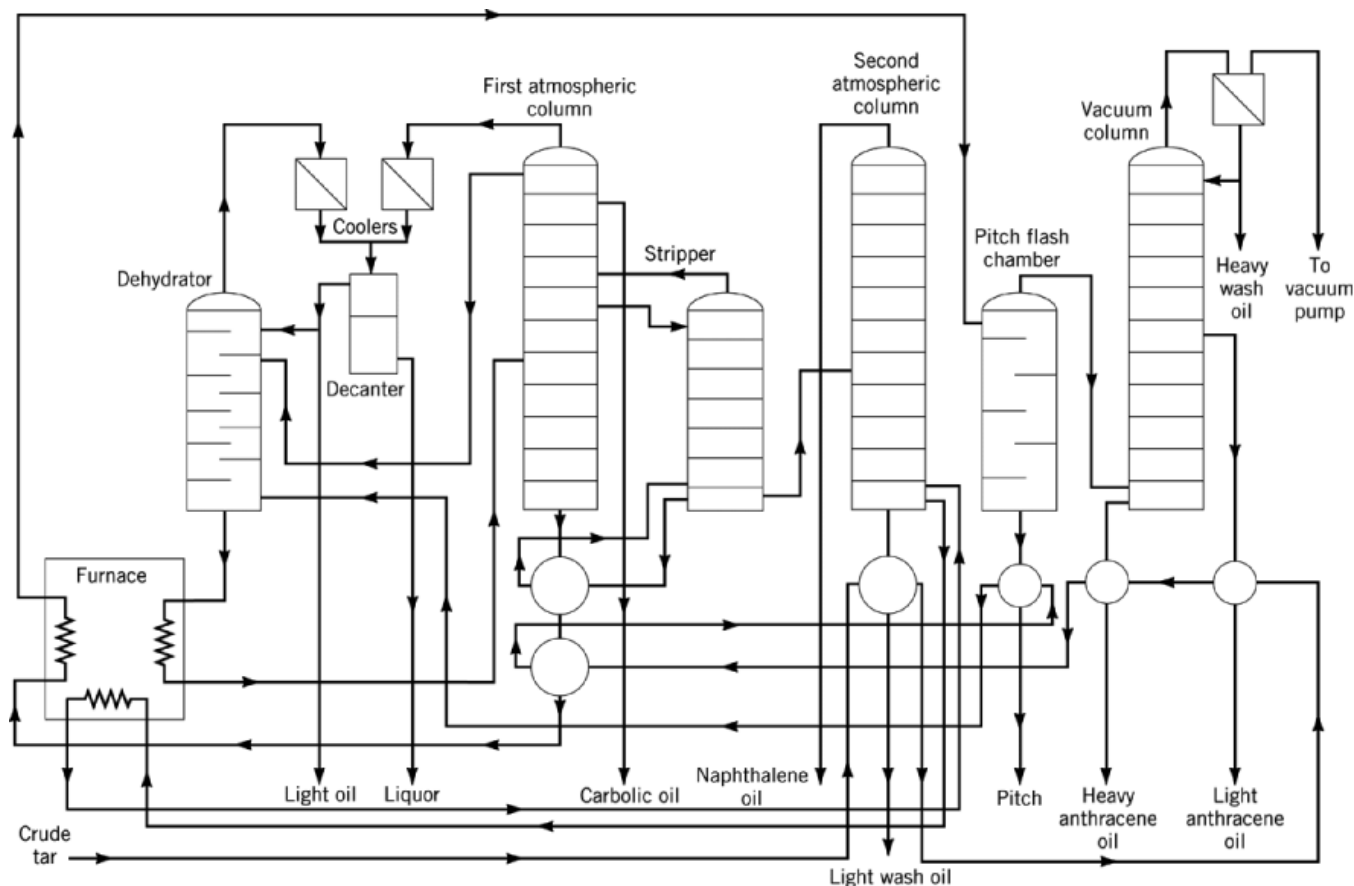 Second
atmospheric
column
First atmospheric
column
Vacuum
column
Coolers
Stripper
Pitch flash
chamber
Dehydrator
Heavy
wash
oil
To
vacuum
pump
Decanter
Furnace
Light oil
Liquor
Carbolic oil
Naphthalene
oil
Pitch
Heavy
anthracene
oil
Light
anthracene
oil
Crude
tar
Light wash oil